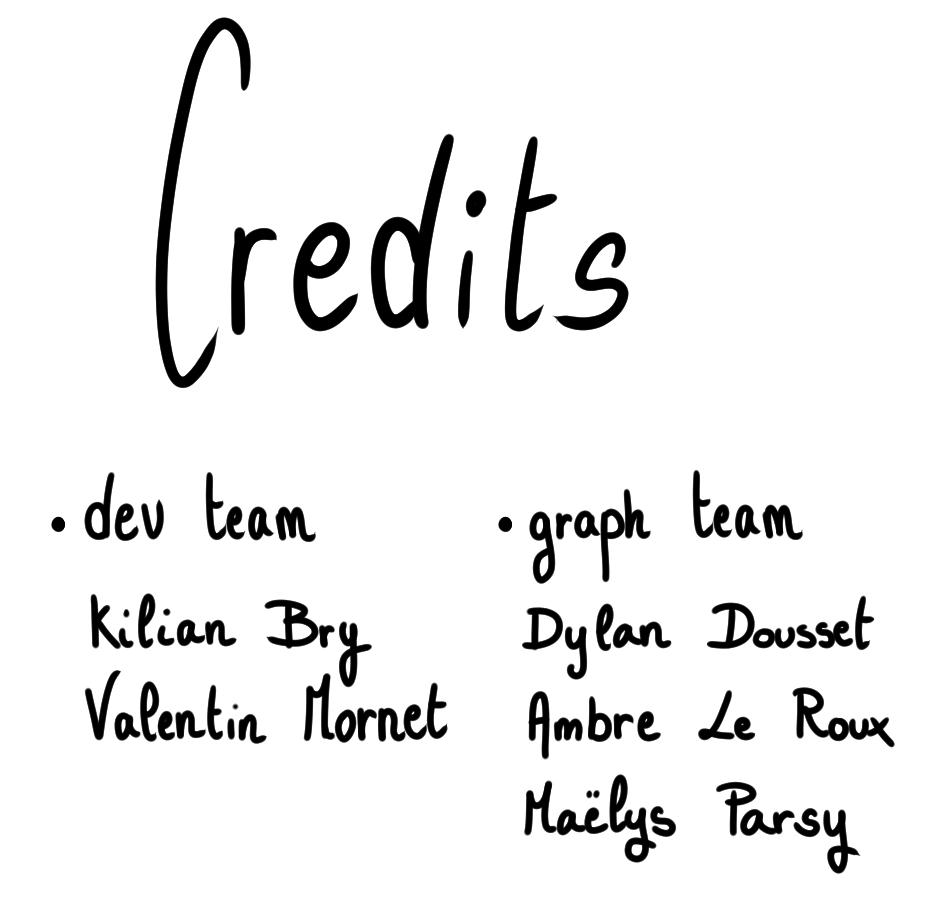 Credits
• dev team
Kilian Bry
Valentin Mornet
• graph team
Dylan Dousset
Ambre Le Roux
Maëlys Parsy